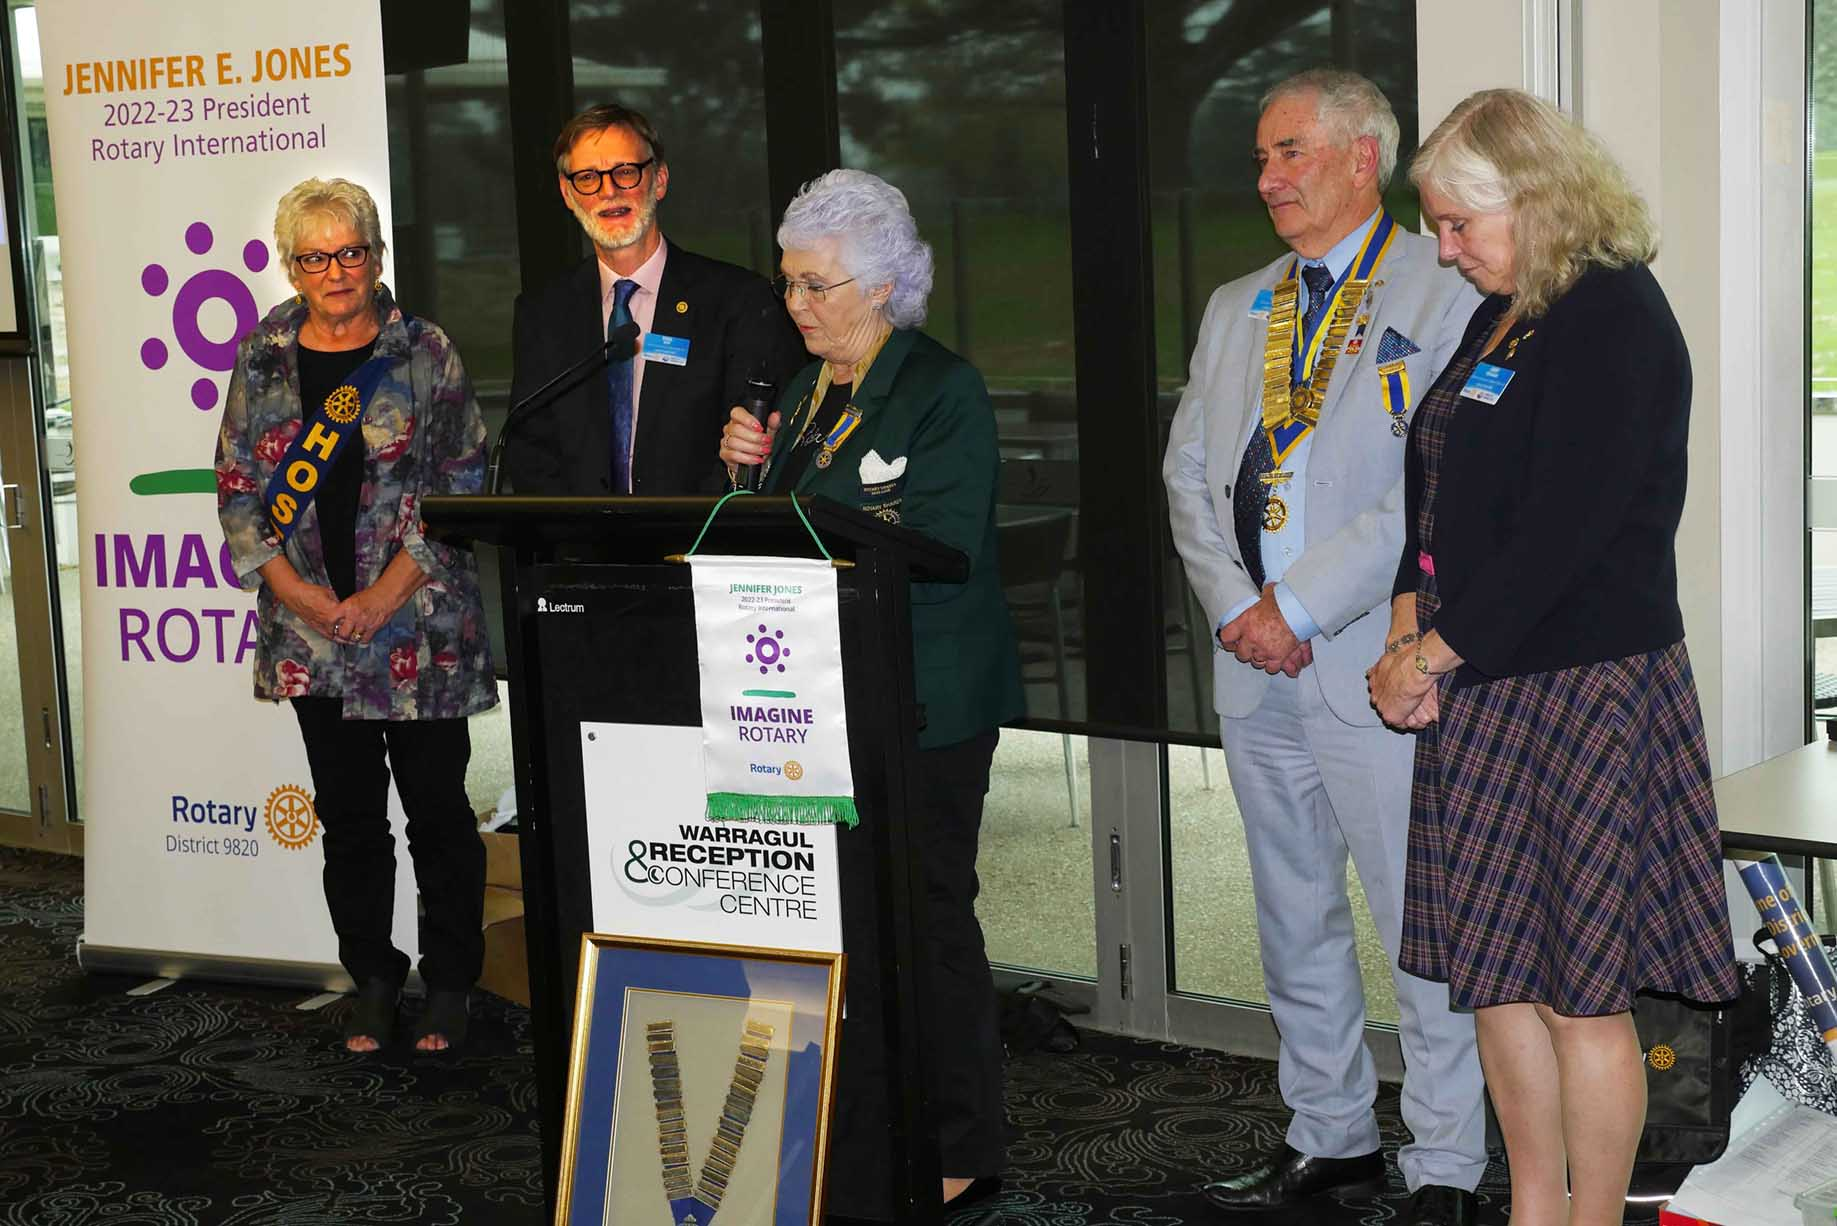 JENNIFER E. JONES
2022-23 President
Rotary International
IMAG
ROTA
Rotary
District 9820
HOS
Lectrum
JENNIFER JONES
2022-23 President
Rotary International
IMAGINE
ROTARY
Rotary
WARRAGUL
RECEPTION
&CONFERENCE
CENTRE